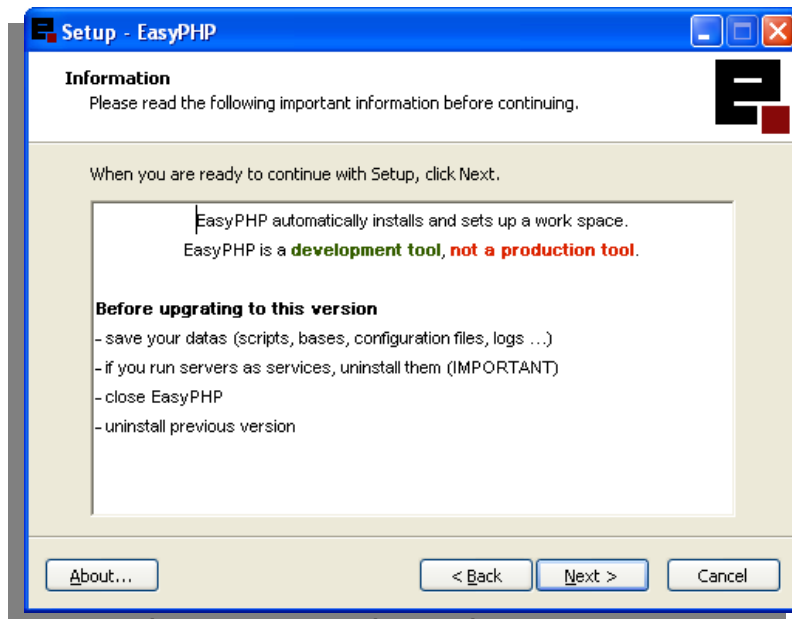 Setup - EasyPHP
Information
Please read the following important information before continuing.
When you are ready to continue with Setup, click Next.
EasyPHP automatically installs and sets up a work space.
EasyPHP is a development tool, not a production tool.
Before upgrating to this version
- save your datas (scripts, bases, configuration files, logs ...)
- if you run servers as services, uninstall them (IMPORTANT)
- close EasyPHP
- uninstall previous version
About...
< Back
Next >
Cancel